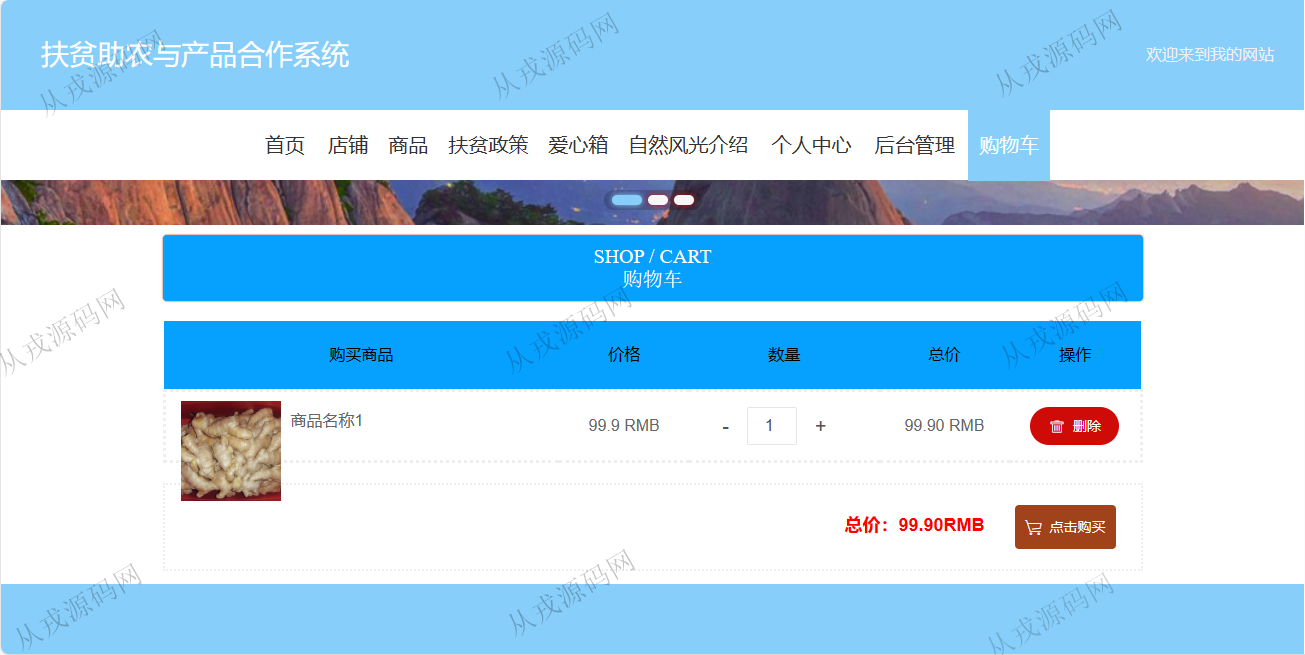 扶贫助农与产品合作系统
欢迎来到我的网站
首页 店铺 商品 扶贫政策 爱心箱 自然风光介绍 个人中心 后台管理 购物车
SHOP / CART
购物车
购买商品 价格 数量 总价 操作
商品名称1 99.9 RMB - 1 + 99.90 RMB 删除
总价：99.90RMB 点击购买
从戎源码网
从戎源码网
从戎源码网
从戎源码网
从戎源码网
从戎源码网
从戎源码网
从戎源码网
从戎源码网